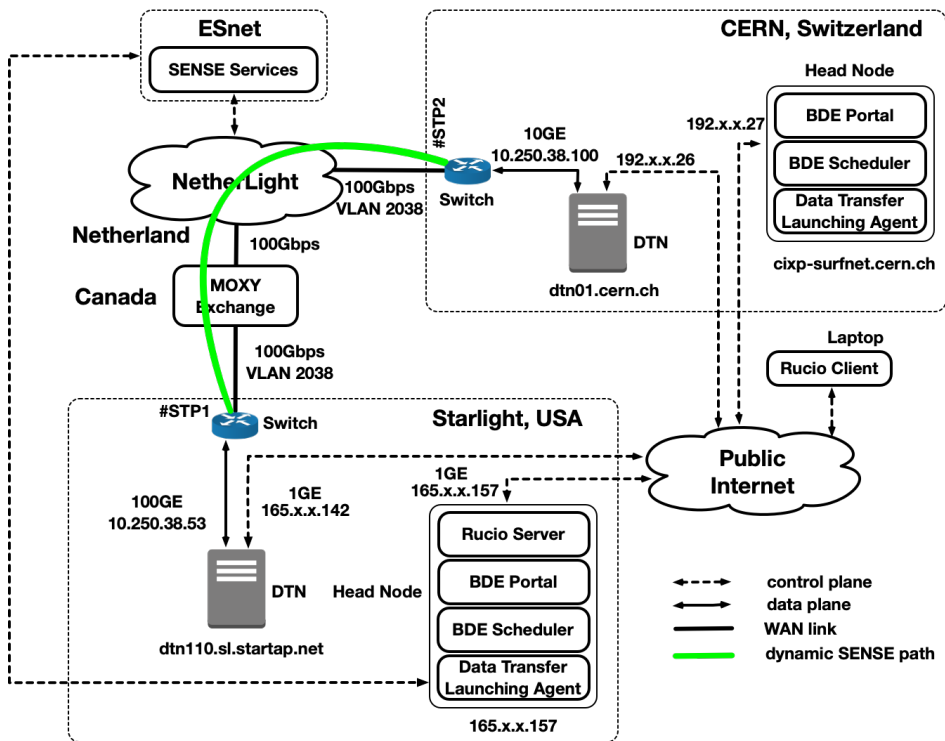 ESnet
SENSE Services
CERN, Switzerland
Head Node
192.x.x.27
BDE Portal
BDE Scheduler
Data Transfer
Launching Agent
cixp-surfnet.cern.ch
#STP2
10GE
10.250.38.100
192.x.x.26
Switch
DTN
dtn01.cern.ch
NetherLight
100Gbps
VLAN 2038
Netherland
100Gbps
Canada
MOXY
Exchange
100Gbps
VLAN 2038
Laptop
Rucio Client
#STP1
Switch
Starlight, USA
Public
Internet
100GE
10.250.38.53
1GE
165.x.x.142
1GE
165.x.x.157
DTN
dtn110.sl.startap.net
Head Node
Rucio Server
BDE Portal
BDE Scheduler
Data Transfer
Launching Agent
165.x.x.157
control plane
data plane
WAN link
dynamic SENSE path